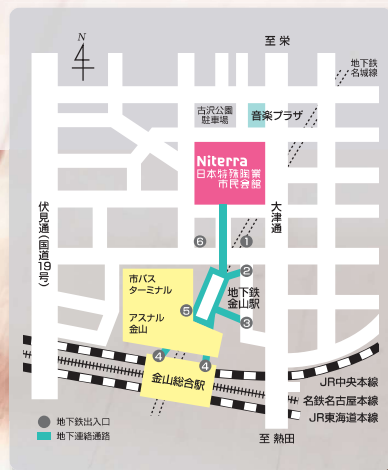 N
至 栄
地下鉄
名城線
古沢公園
駐車場
音楽プラザ
Niterra
日本特殊陶業
市民会館
伏見通(国道19号)
大津通
6
1
2
市バス
ターミナル
地下鉄
金山駅
5
アスナル
金山
3
4
4
金山総合駅
JR中央本線
名鉄名古屋本線
JR東海道本線
地下鉄出入口
地下連絡通路
至 熱田